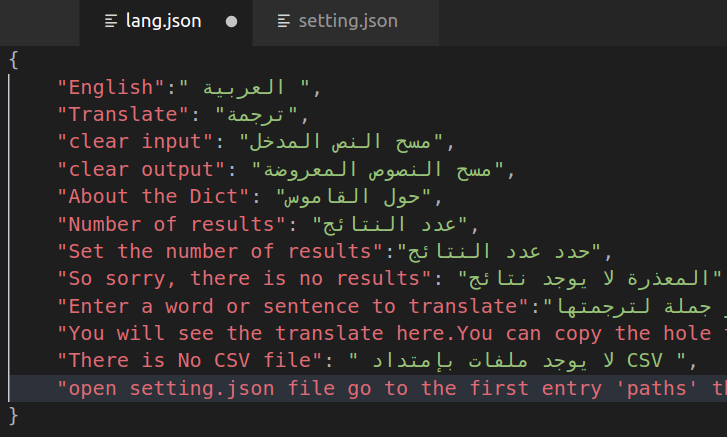 lang.json
setting.json
{
"English":" العربية ",
"Translate": "ترجمة",
"clear input": "مسح النص المدخل",
"clear output": "مسح النصوص المعروضة",
"About the Dict": "حول القاموس",
"Number of results": "عدد النتائج",
"Set the number of results":"حدد عدد النتائج",
"So sorry, there is no results": "المعذرة لا يوجد نتائج"
"Enter a word or sentence to translate":"جملة لترجمتها
"You will see the translate here.You can copy the hole
"There is No CSV file": " لا يوجد ملفات بإمتداد CSV ",
"open setting.json file go to the first entry 'paths'
}